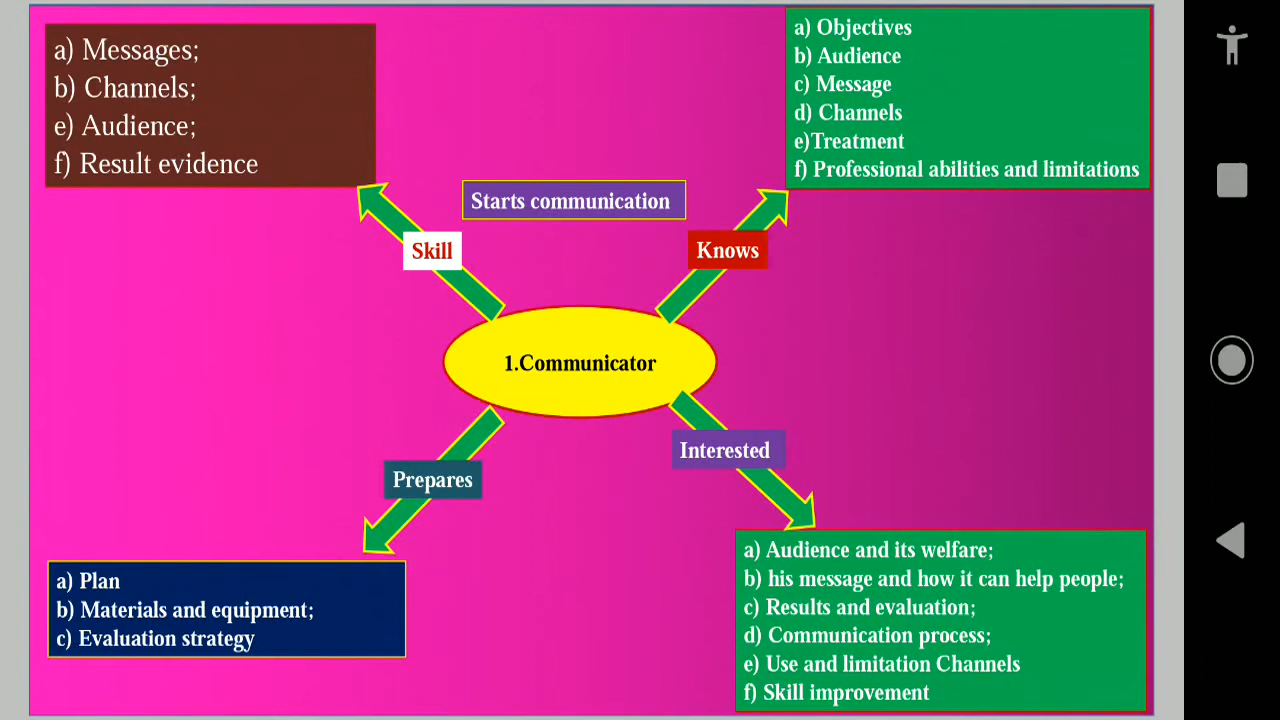 a) Messages;
b) Channels;
e) Audience;
f) Result evidence
a) Objectives
b) Audience
c) Message
d) Channels
e)Treatment
f) Professional abilities and limitations
Starts communication
Skill
Knows
1.Communicator
Prepares
Interested
a) Plan
b) Materials and equipment;
c) Evaluation strategy
a) Audience and its welfare;
b) his message and how it can help people;
c) Results and evaluation;
d) Communication process;
e) Use and limitation Channels
f) Skill improvement